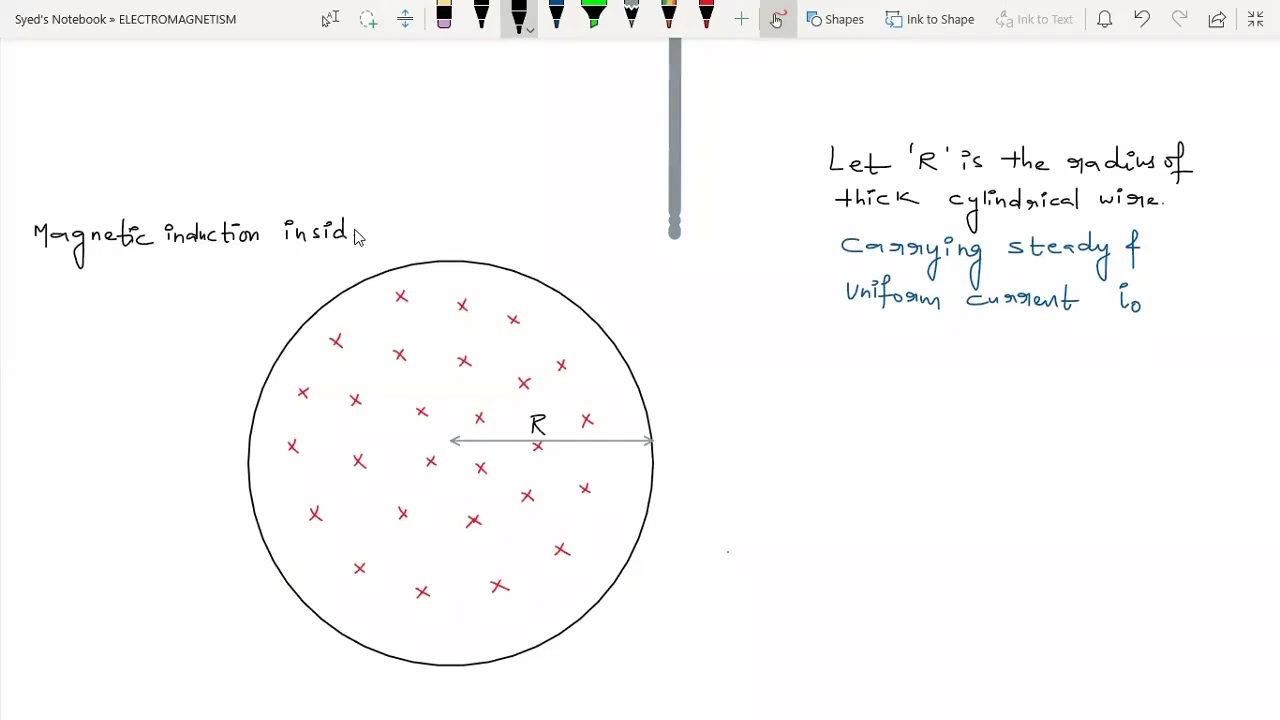 Syed's Notebook » ELECTROMAGNETISM
Shapes
Ink to Shape
Ink to Text
Let 'R' is the radius of
thick cylindrical wire.
Magnetic induction insid
Carrying steady &
Uniform current i₀
R